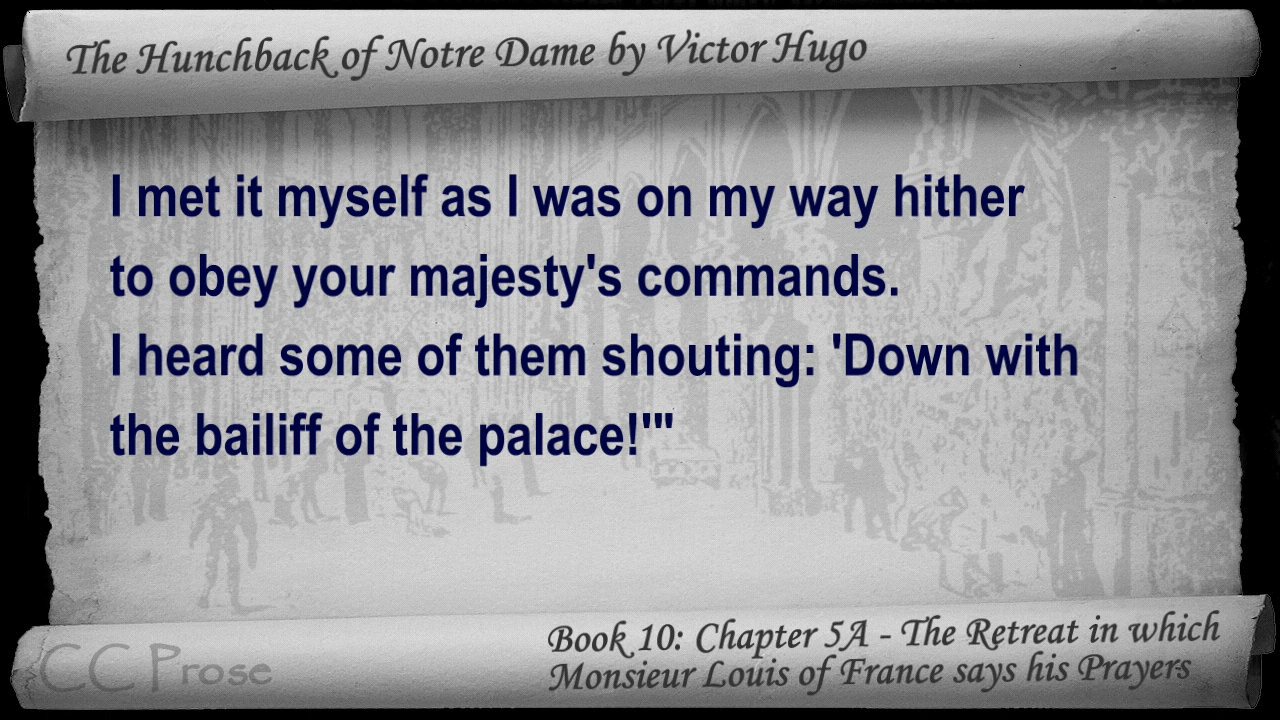 The Hunchback of Notre Dame by Victor Hugo
I met it myself as I was on my way hither
to obey your majesty's commands.
I heard some of them shouting: 'Down with
the bailiff of the palace!'"
CC Prose
Book 10: Chapter 5A - The Retreat in which
Monsieur Louis of France says his Prayers